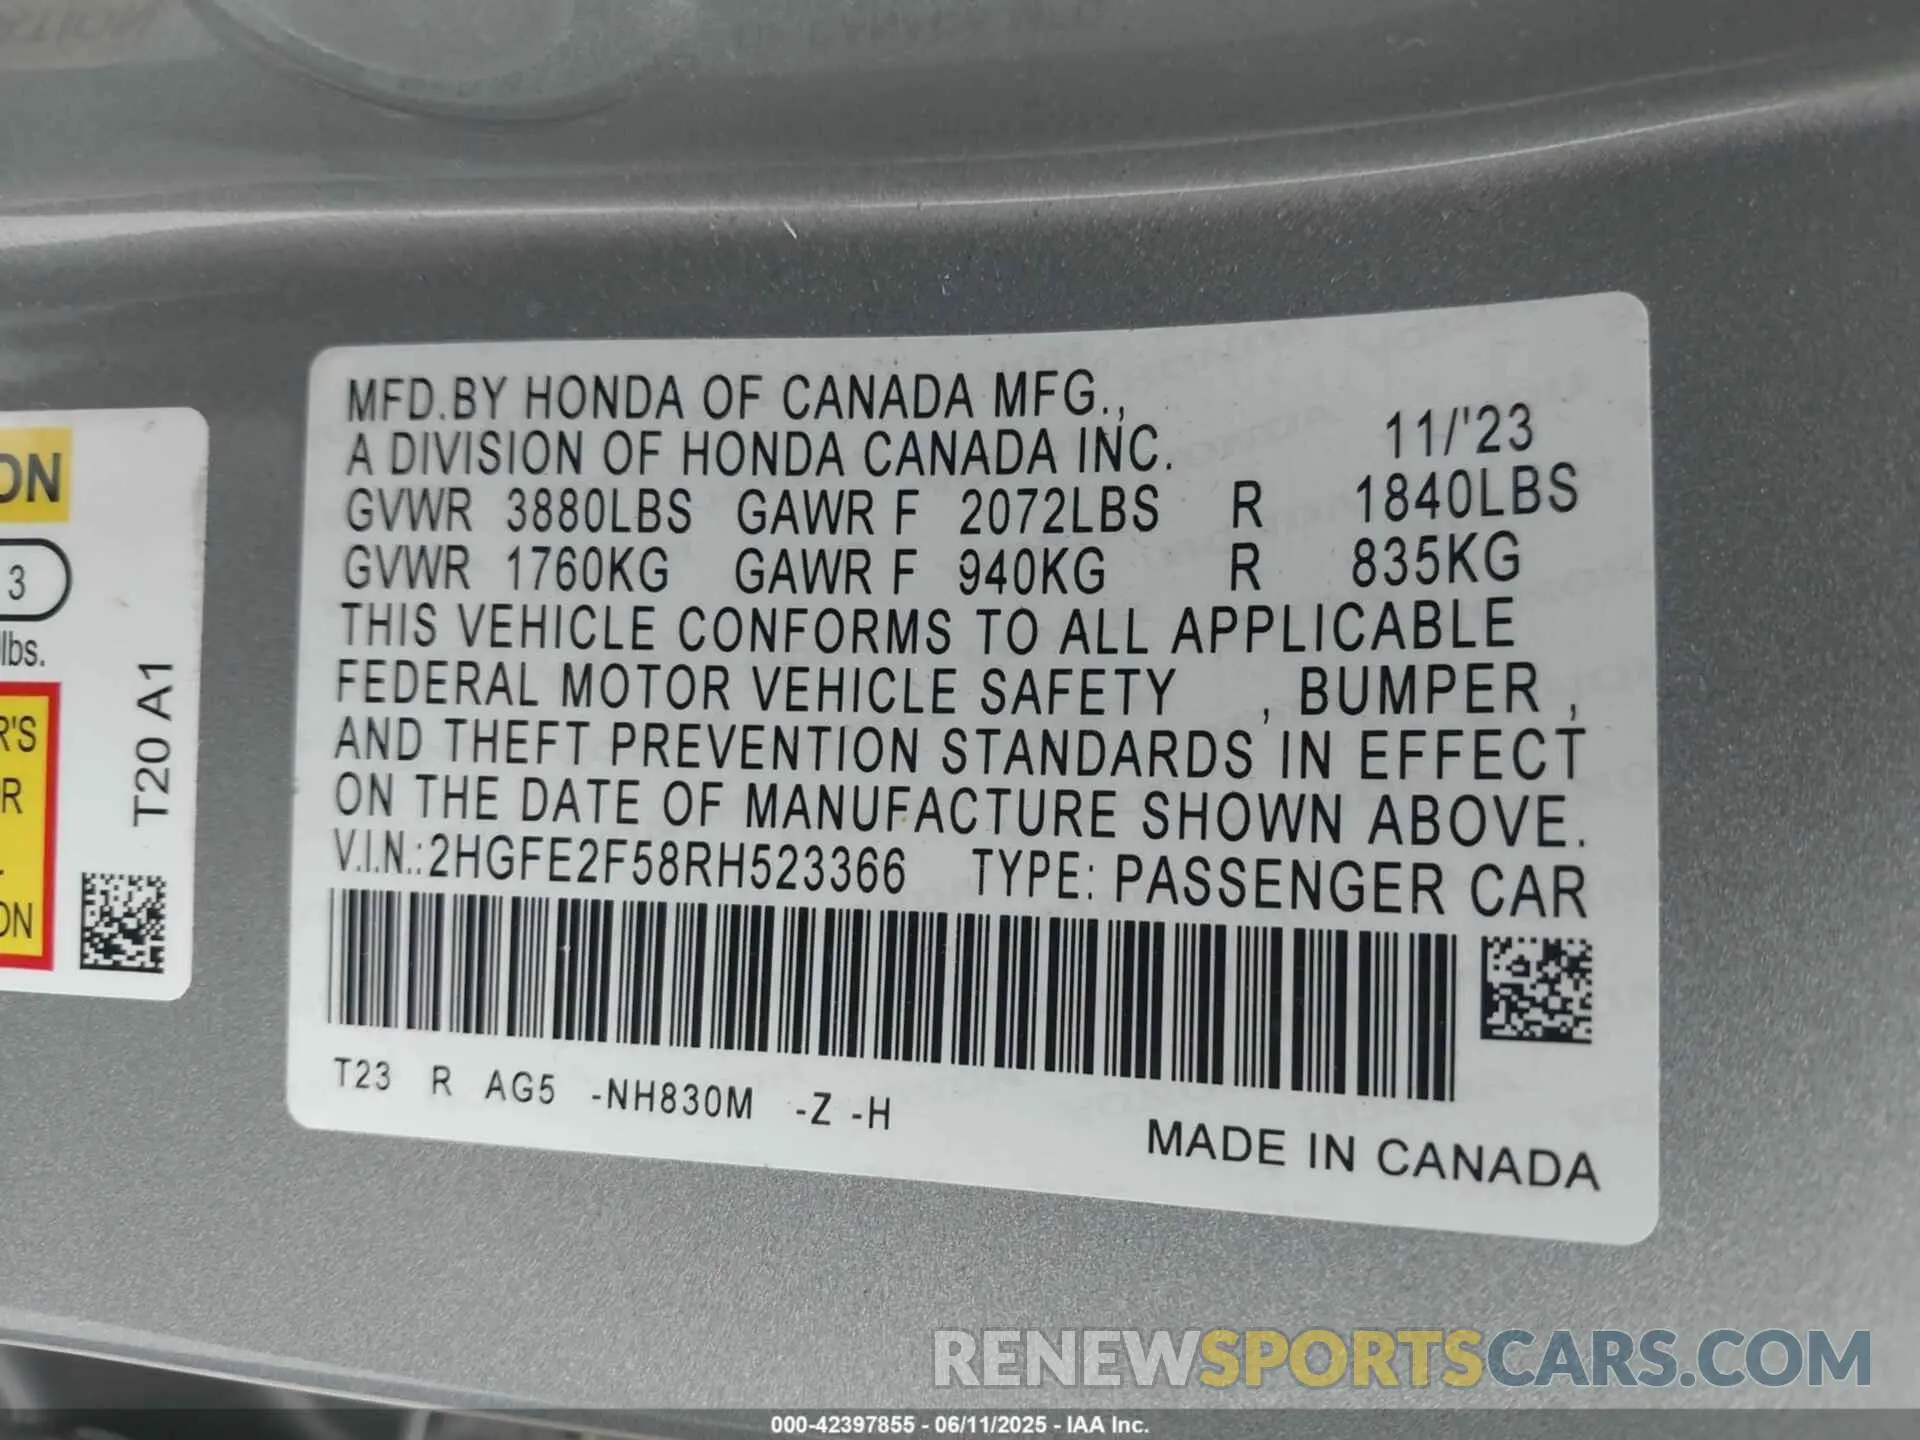 MFD.BY HONDA OF CANADA MFG.,
A DIVISION OF HONDA CANADA INC. 11/'23
GVWR 3880LBS GAWR F 2072LBS R 1840LBS
GVWR 1760KG GAWR F 940KG R 835KG
THIS VEHICLE CONFORMS TO ALL APPLICABLE
FEDERAL MOTOR VEHICLE SAFETY , BUMPER ,
AND THEFT PREVENTION STANDARDS IN EFFECT
ON THE DATE OF MANUFACTURE SHOWN ABOVE.
V.I.N.:2HGFE2F58RH523366 TYPE: PASSENGER CAR
T23 R AG5 -NH830M -Z -H
MADE IN CANADA
ON
3
lbs.
R'S
R
ON
T20 A1
RENEWSPORTSCARS.COM
000-42397855 - 06/11/2025 - IAA Inc.